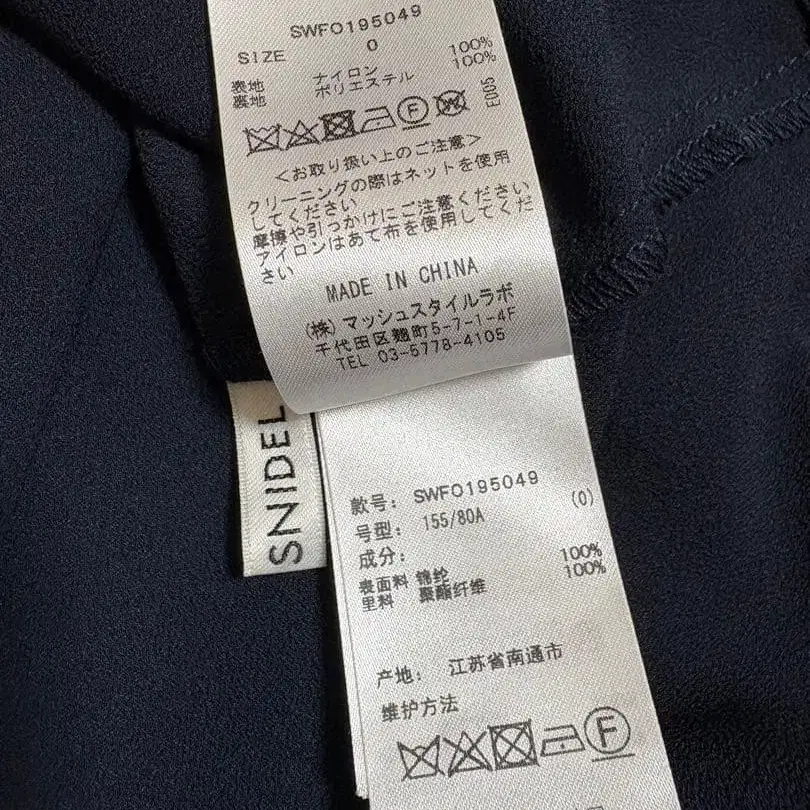 SWFO195049
SIZE 0
表地 ナイロン 100%
裏地 ポリエステル 100%
E005
<お取り扱い上のご注意>
クリーニングの際はネットを使用
してください
摩擦や引っかけにご注意ください
アイロンはあて布を使用してくだ
さい
MADE IN CHINA
(株)マッシュスタイルラボ
千代田区麹町5-7-1-4F
TEL 03-5778-4105
SNIDEL
款号: SWFO195049
号型: 155/80A (0)
成分:
表面料 锦纶 100%
里料 聚酯纤维 100%
产地: 江苏省南通市
维护方法